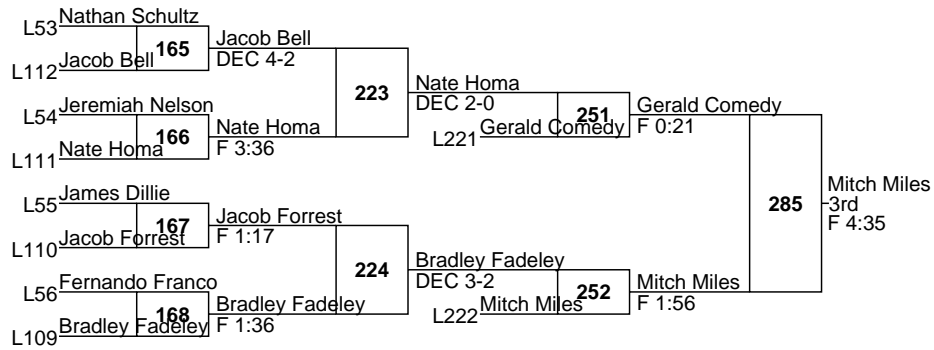 L53 Nathan Schultz
165
L112 Jacob Bell
Jacob Bell
DEC 4-2
L54 Jeremiah Nelson
166
L111 Nate Homa
Nate Homa
F 3:36
223
Nate Homa
DEC 2-0
L221 Gerald Comedy
251
Gerald Comedy
F 0:21
L55 James Dillie
167
L110 Jacob Forrest
Jacob Forrest
F 1:17
L56 Fernando Franco
168
L109 Bradley Fadeley
Bradley Fadeley
F 1:36
224
Bradley Fadeley
DEC 3-2
L222 Mitch Miles
252
Mitch Miles
F 1:56
285
Mitch Miles
3rd
F 4:35